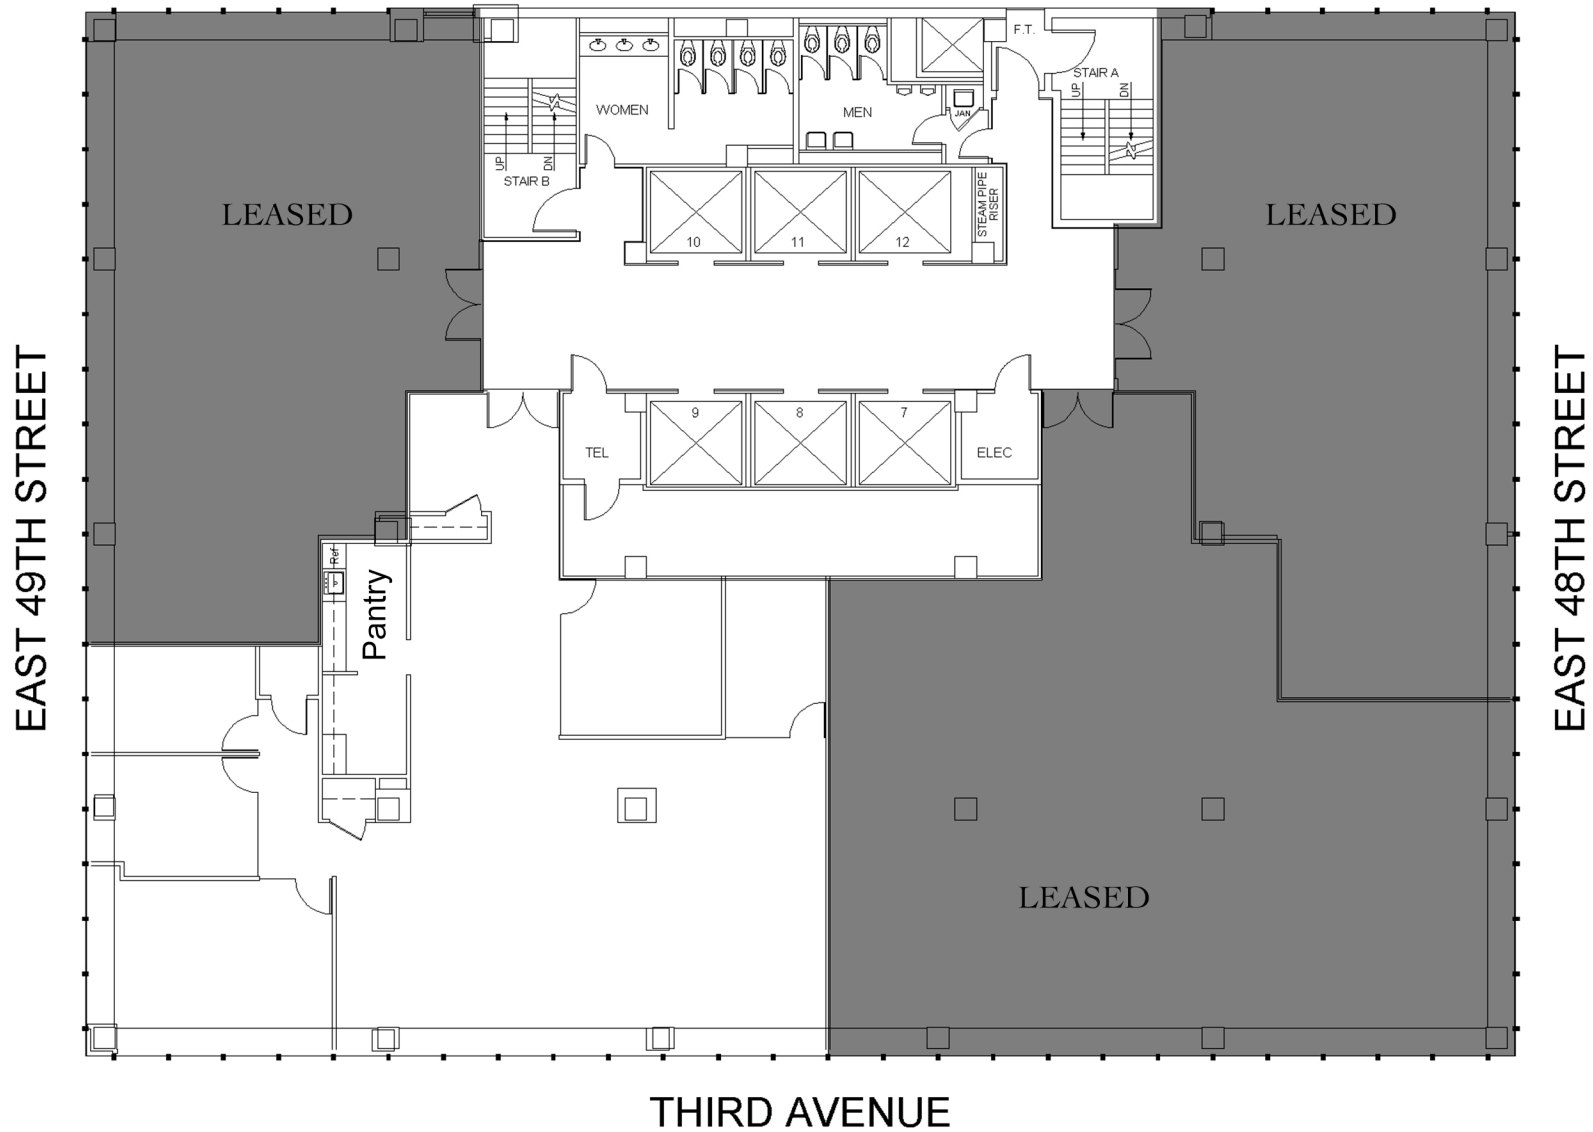 F.T.
STAIR A
UP
DN
WOMEN
MEN
JAN
UP
DN
STAIR B
STEAM PIPE
RISER
LEASED
LEASED
10
11
12
9
8
7
TEL
ELEC
EAST 49TH STREET
EAST 48TH STREET
Ref
Pantry
LEASED
THIRD AVENUE